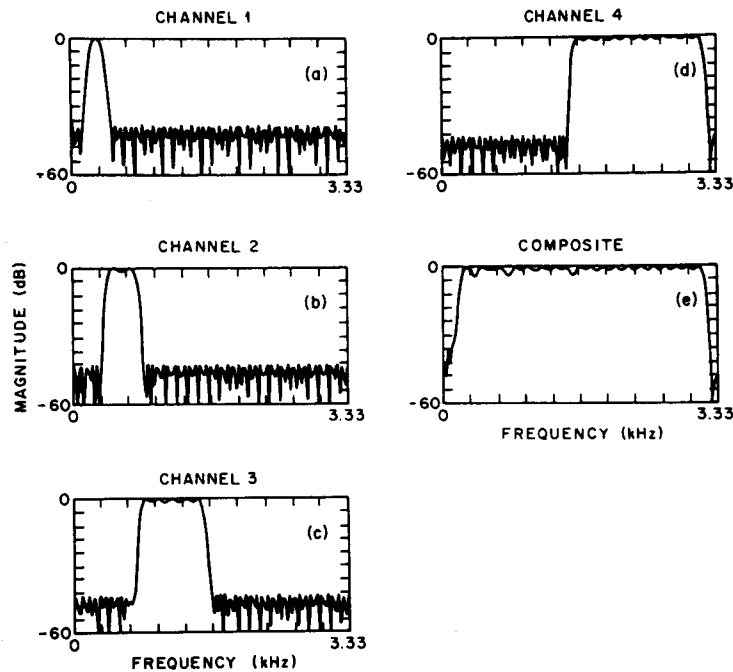 CHANNEL 1
0
(a)
+60
0
3.33
CHANNEL 2
0
(b)
-60
0
3.33
MAGNITUDE (dB)
CHANNEL 3
0
(c)
-60
0
3.33
FREQUENCY (kHz)
CHANNEL 4
0
(d)
-60
0
3.33
COMPOSITE
0
(e)
-60
0
3.33
FREQUENCY (kHz)